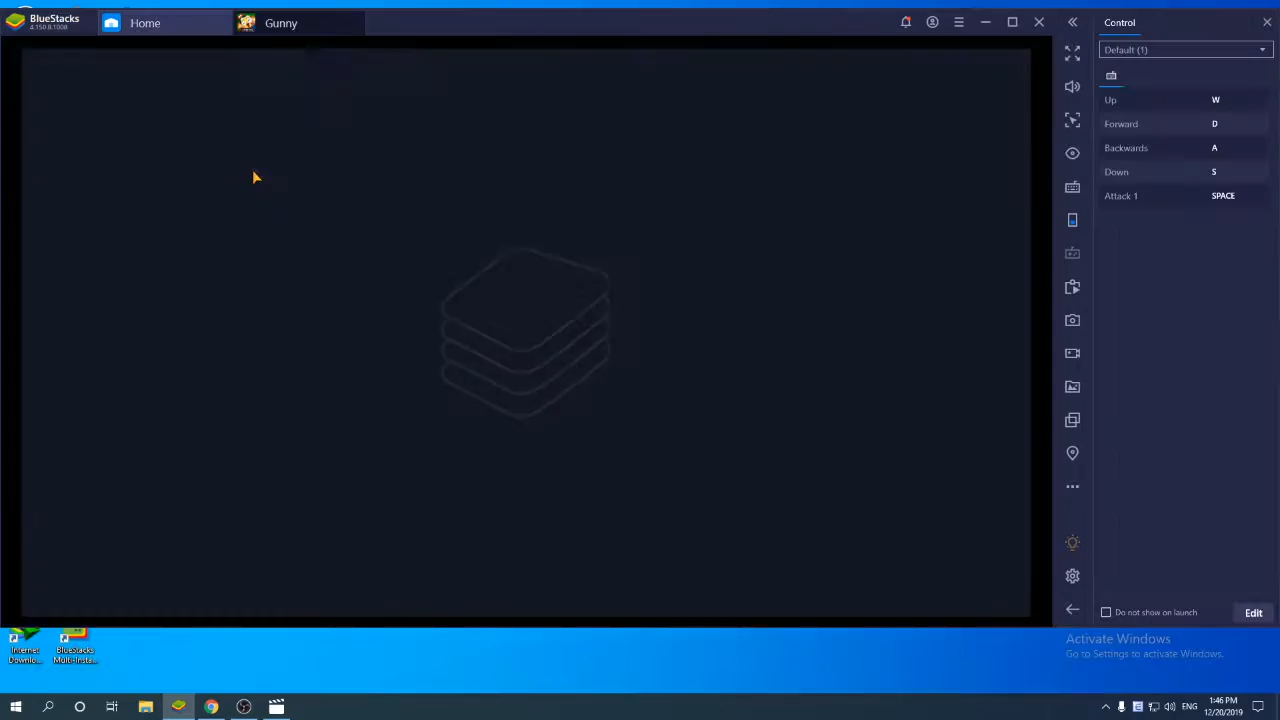 BlueStacks
4.150.8.1008
Home
Gunny
Control
Default (1)
Up W
Forward D
Backwards A
Down S
Attack 1 SPACE
Do not show on launch
Edit
Internet
Downlo...
BlueStacks
Multi-Insta...
Activate Windows
Go to Settings to activate Windows.
ENG
1:46 PM
12/20/2019